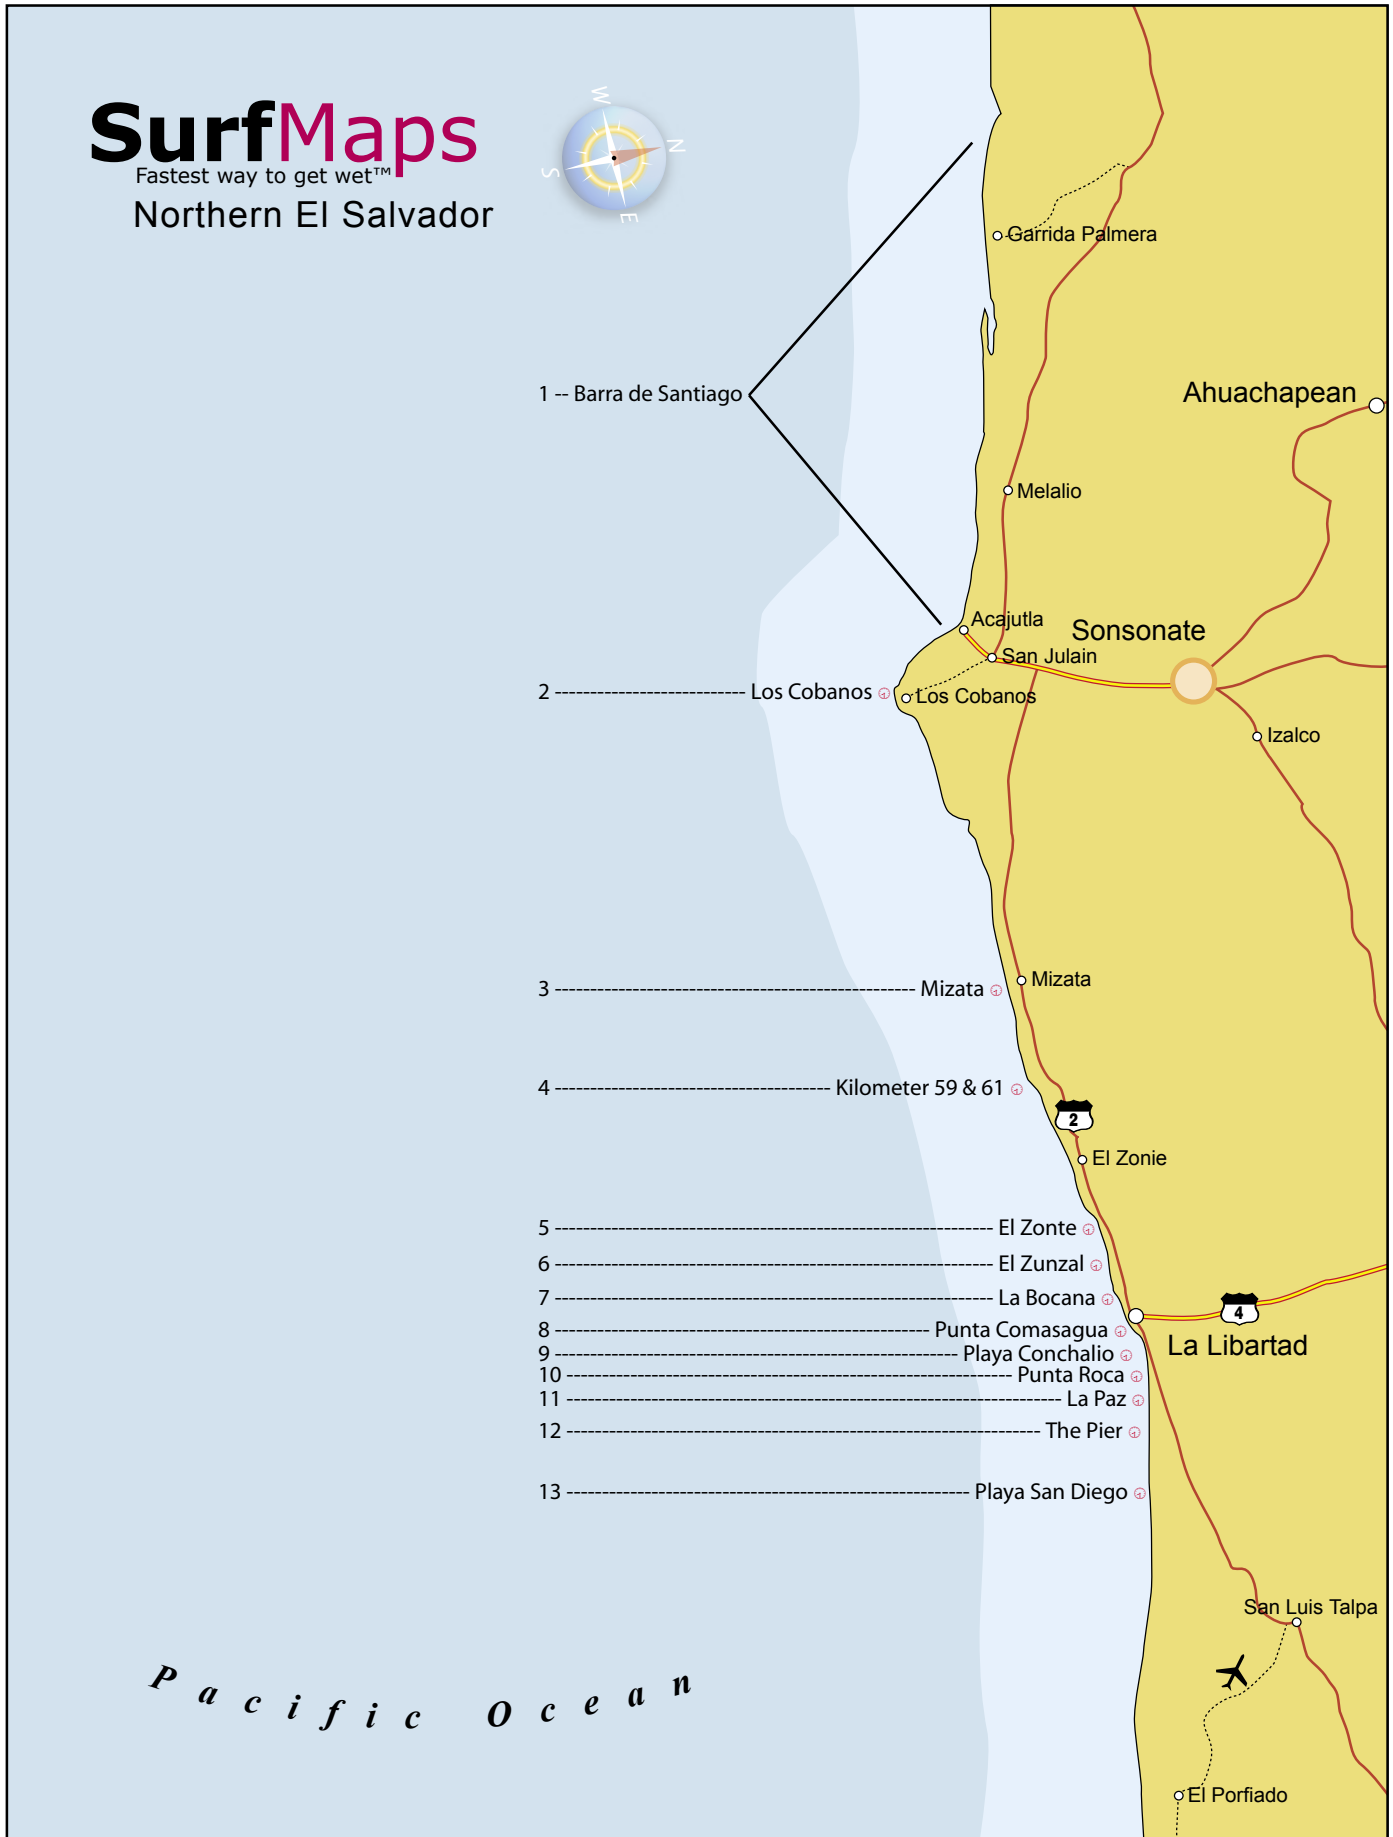 SurfMaps
Fastest way to get wet™
Northern El Salvador
W
N
S
E
Garrida Palmera
1 -- Barra de Santiago
Ahuachapean
Melalio
Acajutla
Sonsonate
San Julain
2 --------------------------- Los Cobanos
Los Cobanos
Izalco
Mizata
3 --------------------------------------------------- Mizata
4 --------------------------------------- Kilometer 59 & 61
2
El Zonie
5 -------------------------------------------------------------- El Zonte
6 -------------------------------------------------------------- El Zunzal
7 -------------------------------------------------------------- La Bocana
4
8 ----------------------------------------------------- Punta Comasagua
La Libartad
9 --------------------------------------------------------- Playa Conchalio
10 --------------------------------------------------------------- Punta Roca
11 ---------------------------------------------------------------------- La Paz
12 ------------------------------------------------------------------- The Pier
13 --------------------------------------------------------- Playa San Diego
San Luis Talpa
Pacific Ocean
El Porfiado